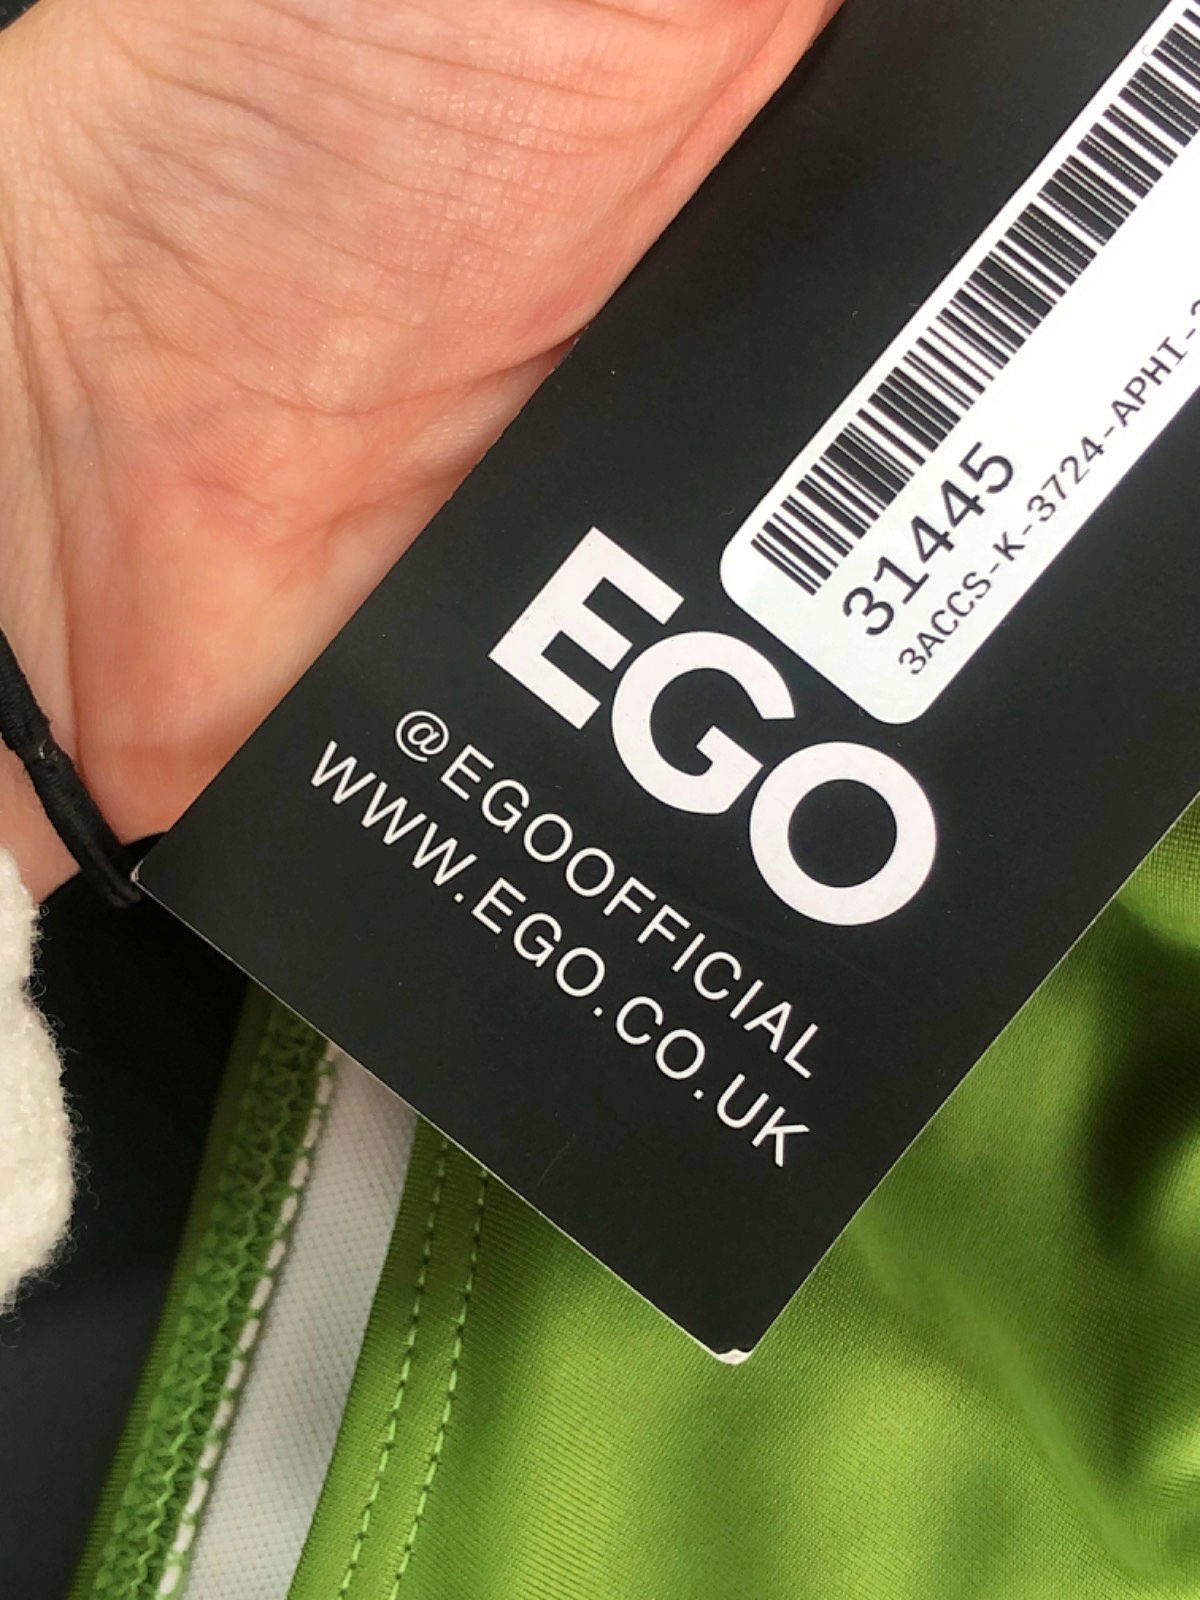 31445
3ACCS-K-3724-APHI-
EGO
@EGOOFFICIAL
WWW.EGO.CO.UK